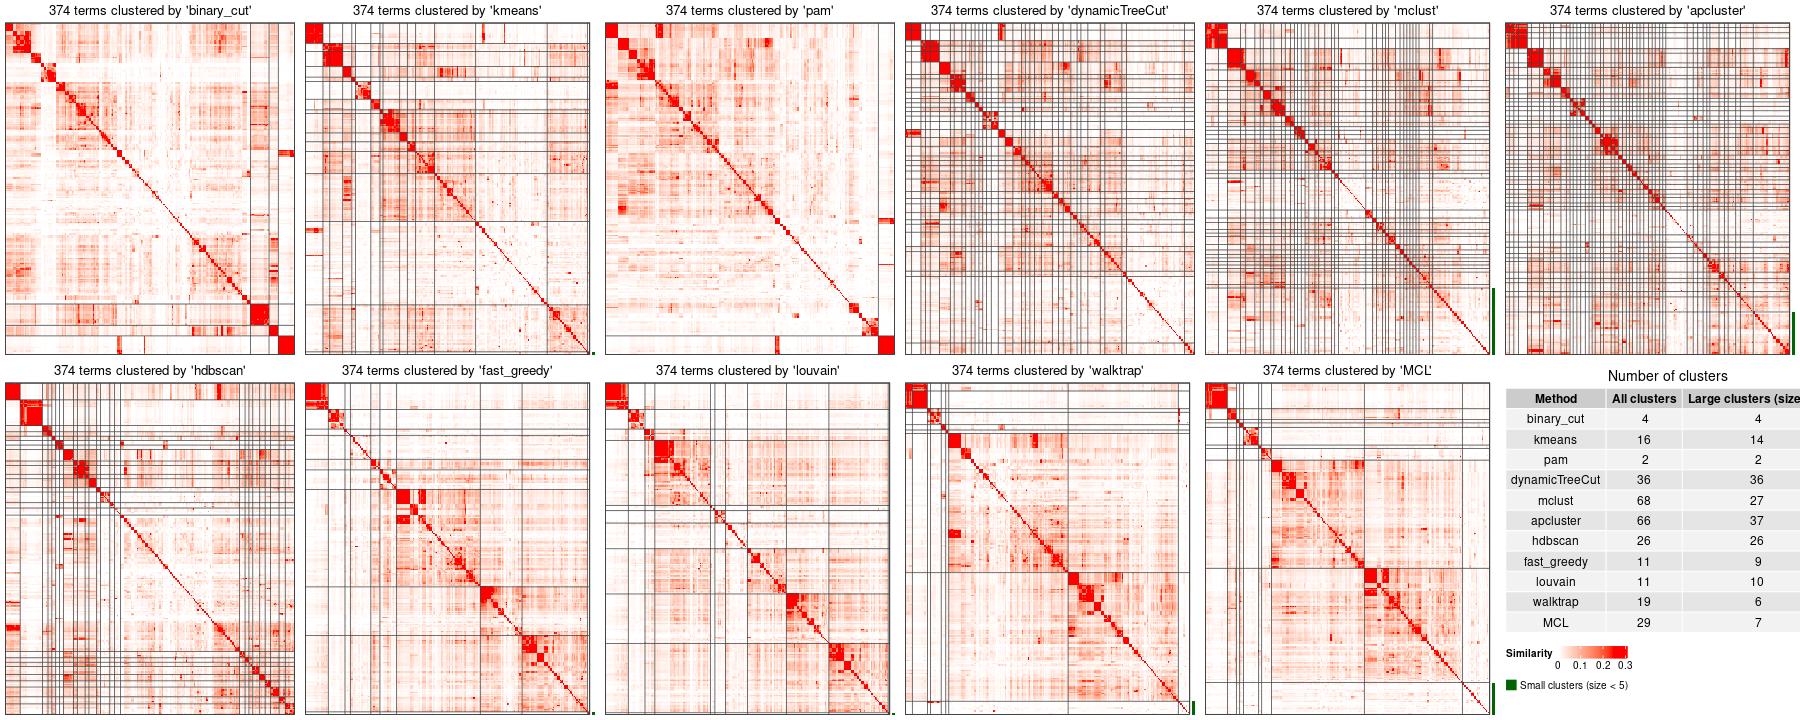 374 terms clustered by 'binary_cut'
374 terms clustered by 'kmeans'
374 terms clustered by 'pam'
374 terms clustered by 'dynamicTreeCut'
374 terms clustered by 'mclust'
374 terms clustered by 'apcluster'
374 terms clustered by 'hdbscan'
374 terms clustered by 'fast_greedy'
374 terms clustered by 'louvain'
374 terms clustered by 'walktrap'
374 terms clustered by 'MCL'
Number of clusters
Method All clusters Large clusters (size
binary_cut 4 4
kmeans 16 14
pam 2 2
dynamicTreeCut 36 36
mclust 68 27
apcluster 66 37
hdbscan 26 26
fast_greedy 11 9
louvain 11 10
walktrap 19 6
MCL 29 7
Similarity
0 0.1 0.2 0.3
Small clusters (size < 5)